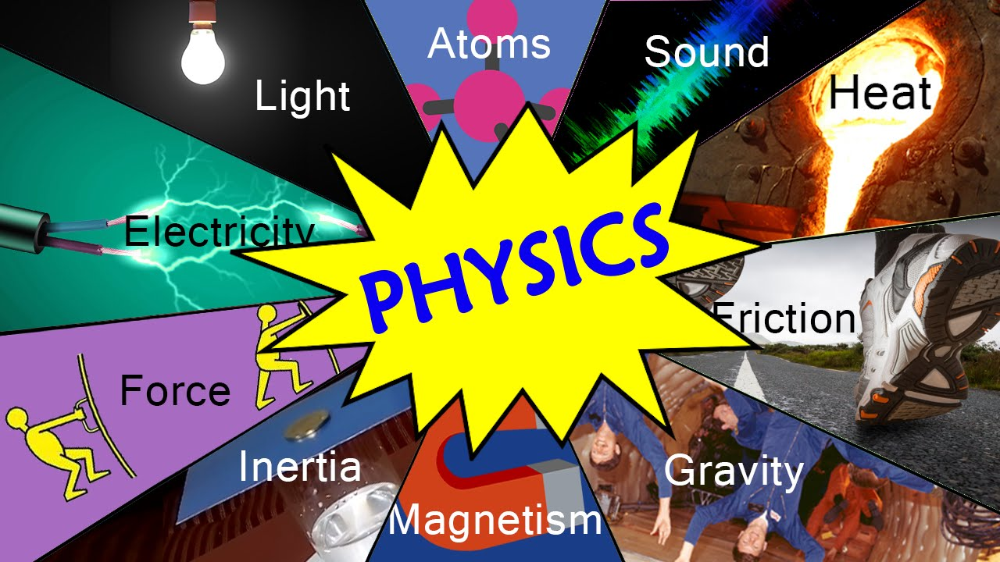 Atoms
Sound
Light
Heat
Electricity
PHYSICS
Friction
Force
Inertia
Gravity
Magnetism